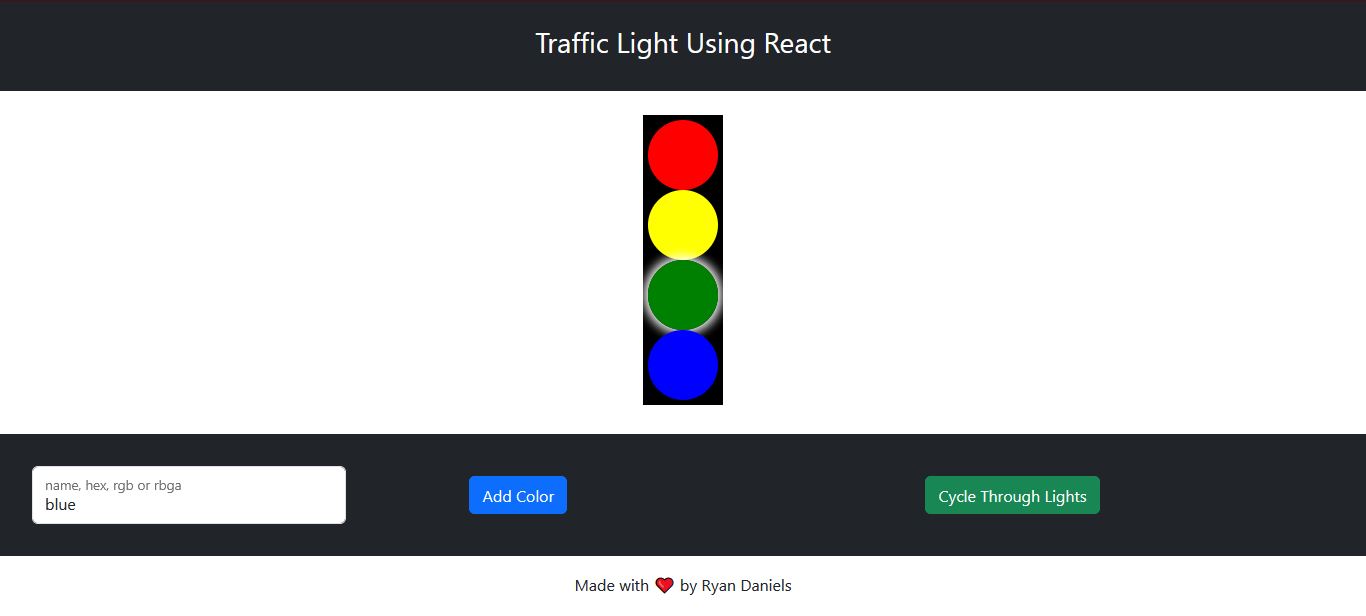 Traffic Light Using React
name, hex, rgb or rbga
blue
Add Color
Cycle Through Lights
Made with ❤️ by Ryan Daniels